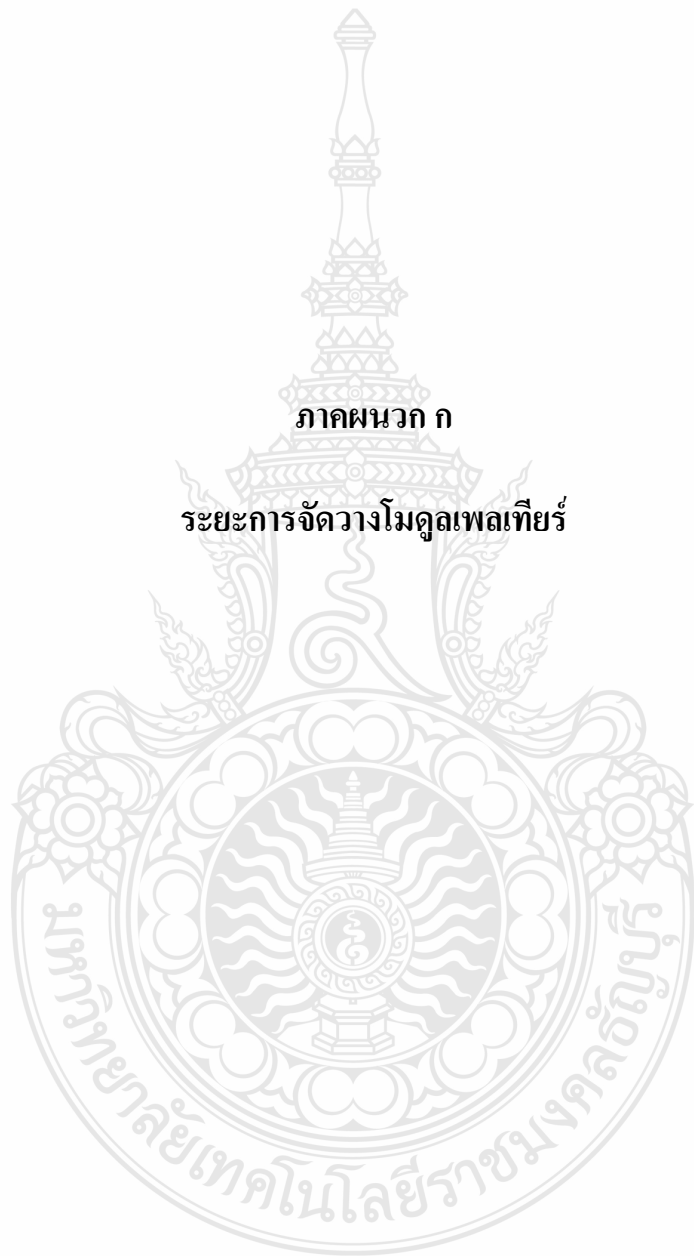 ภาคผนวก ก
ระยะการจัดวางโมดูลเพลเทียร์
มหาวิทยาลัยเทคโนโลยีราชมงคลธัญบุรี